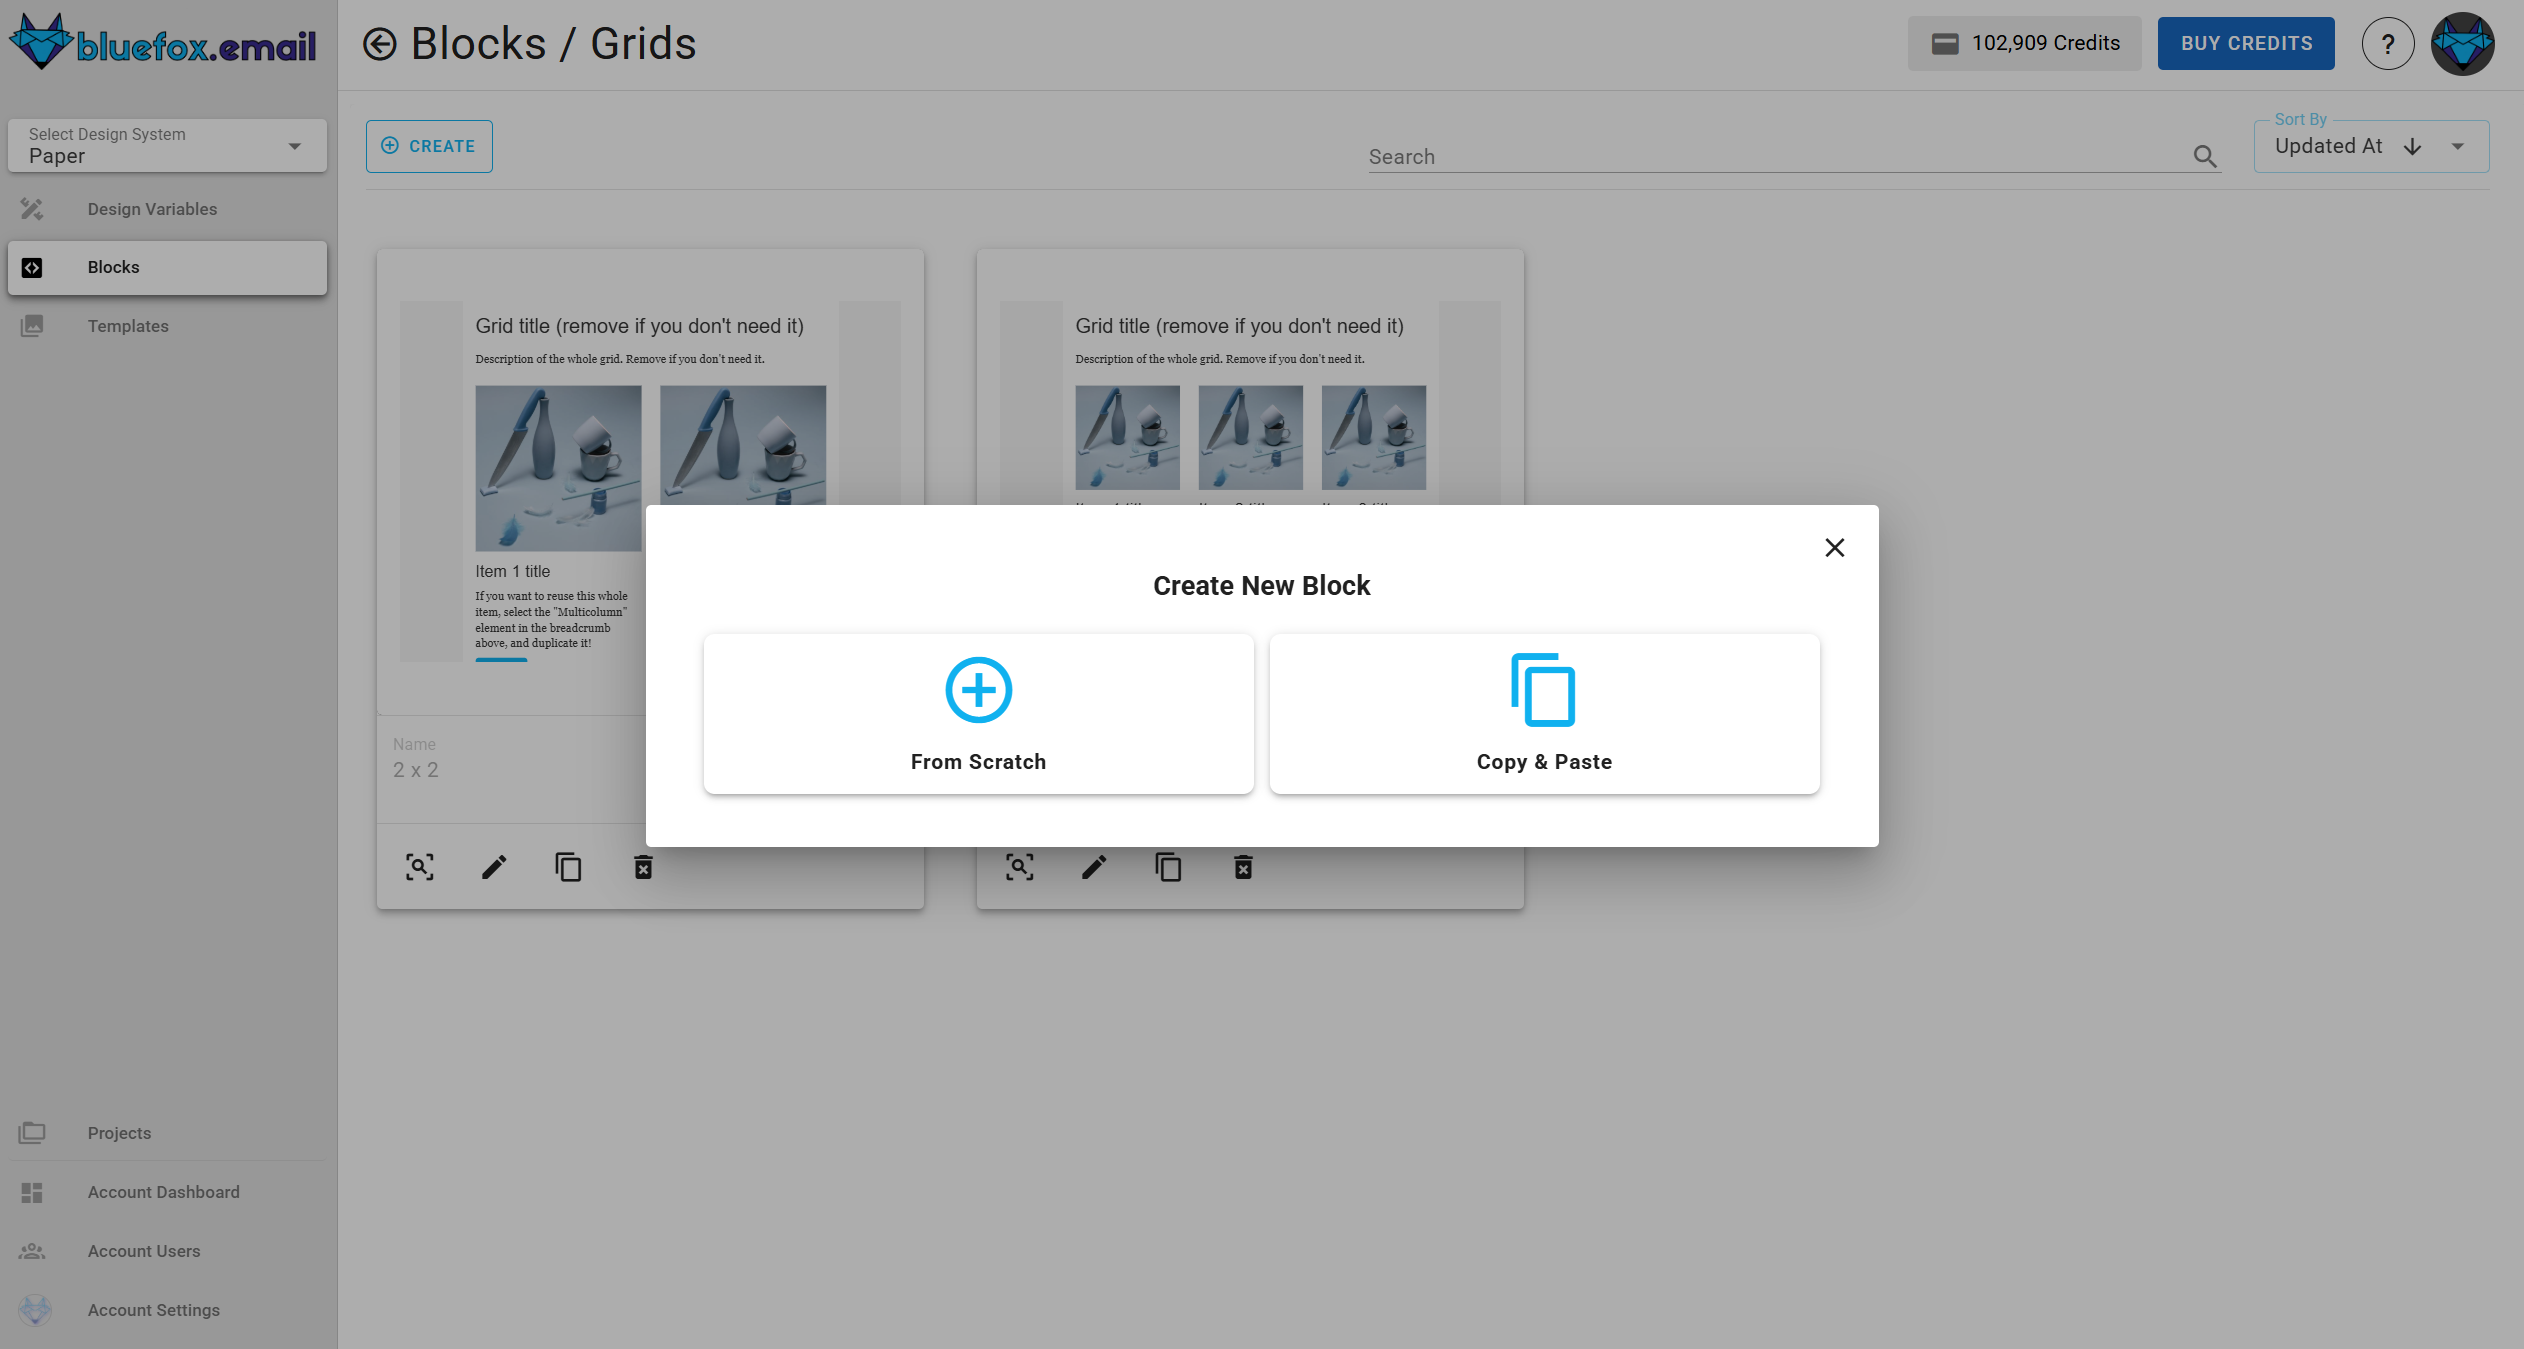 bluefox.email
Blocks / Grids
102,909 Credits
BUY CREDITS
?
Select Design System
Paper
Design Variables
Blocks
Templates
CREATE
Search
Sort By
Updated At
Grid title (remove if you don't need it)
Description of the whole grid. Remove if you don't need it.
Item 1 title
If you want to reuse this whole
item, select the "Multicolumn"
element in the breadcrumb
above, and duplicate it!
Name
2 x 2
Grid title (remove if you don't need it)
Description of the whole grid. Remove if you don't need it.
Create New Block
From Scratch
Copy & Paste
Projects
Account Dashboard
Account Users
Account Settings